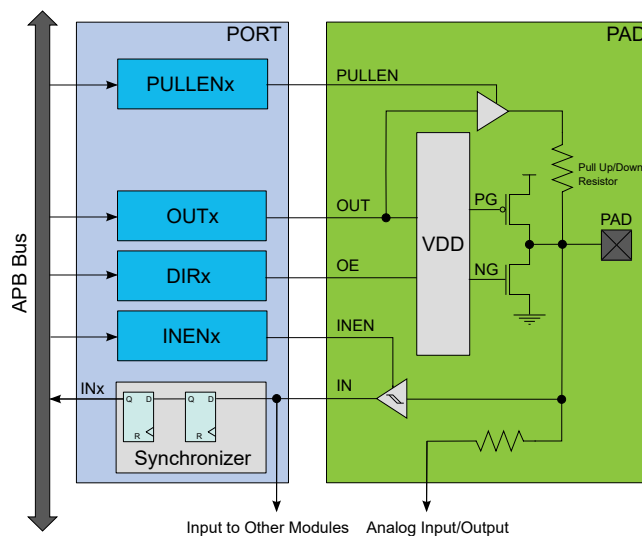 PORT
PAD
PULLENx
PULLEN
Pull Up/Down
Resistor
OUTx
OUT
PG
PAD
VDD
DIRx
OE
NG
APB Bus
INENx
INEN
INx
IN
Q D
Q D
R
R
Synchronizer
Input to Other Modules
Analog Input/Output